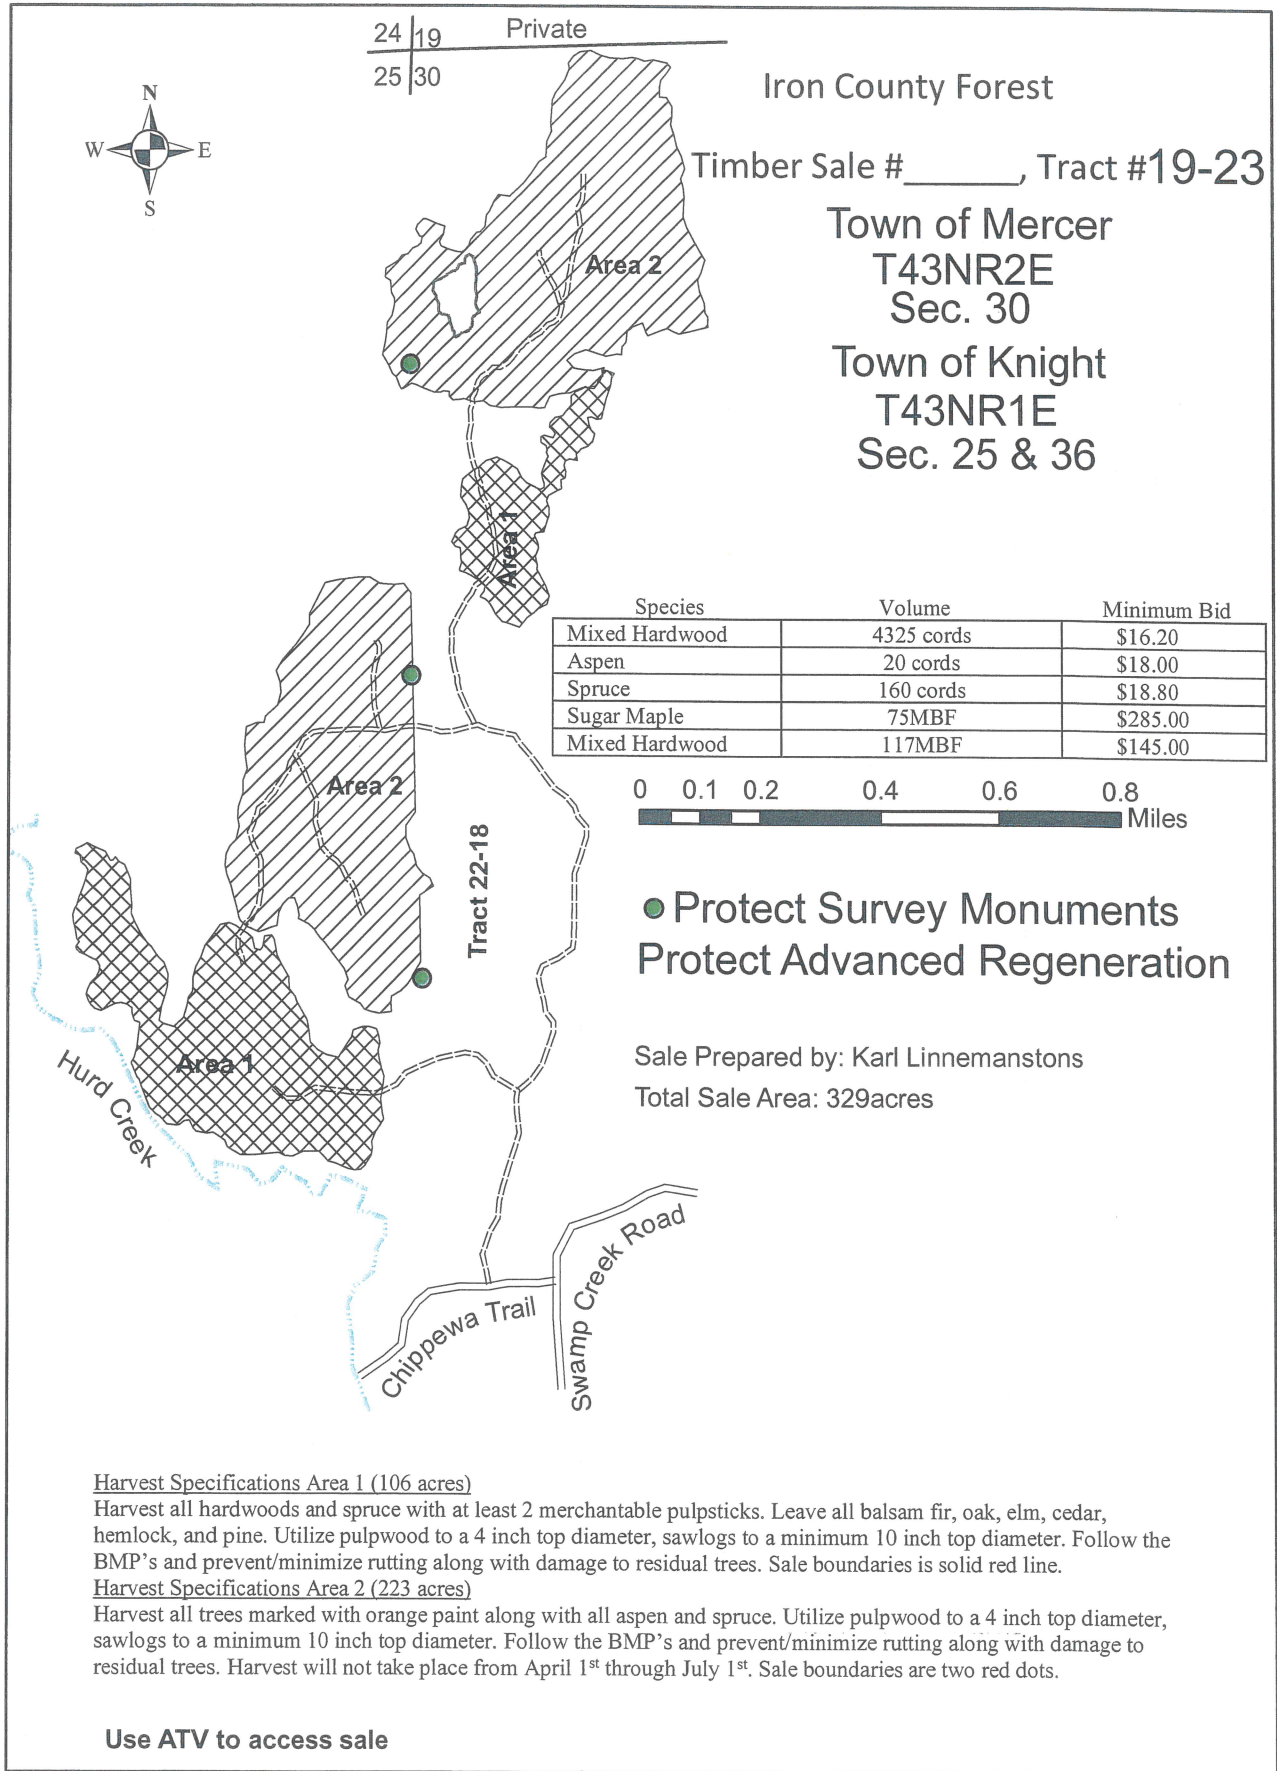 24 19 Private
25 30
N
W E
S
Iron County Forest
Timber Sale #______, Tract #19-23
Town of Mercer
T43NR2E
Sec. 30
Town of Knight
T43NR1E
Sec. 25 & 36
Area 2
Area 1
Species Volume Minimum Bid
Mixed Hardwood 4325 cords $16.20
Aspen 20 cords $18.00
Spruce 160 cords $18.80
Sugar Maple 75MBF $285.00
Mixed Hardwood 117MBF $145.00
0 0.1 0.2 0.4 0.6 0.8
Miles
Area 2
Tract 22-18
Protect Survey Monuments
Protect Advanced Regeneration
Area 1
Hurd Creek
Sale Prepared by: Karl Linnemanstons
Total Sale Area: 329acres
Chippewa Trail
Swamp Creek Road
Harvest Specifications Area 1 (106 acres)
Harvest all hardwoods and spruce with at least 2 merchantable pulpsticks. Leave all balsam fir, oak, elm, cedar,
hemlock, and pine. Utilize pulpwood to a 4 inch top diameter, sawlogs to a minimum 10 inch top diameter. Follow the
BMP's and prevent/minimize rutting along with damage to residual trees. Sale boundaries is solid red line.
Harvest Specifications Area 2 (223 acres)
Harvest all trees marked with orange paint along with all aspen and spruce. Utilize pulpwood to a 4 inch top diameter,
sawlogs to a minimum 10 inch top diameter. Follow the BMP's and prevent/minimize rutting along with damage to
residual trees. Harvest will not take place from April 1st through July 1st. Sale boundaries are two red dots.
Use ATV to access sale